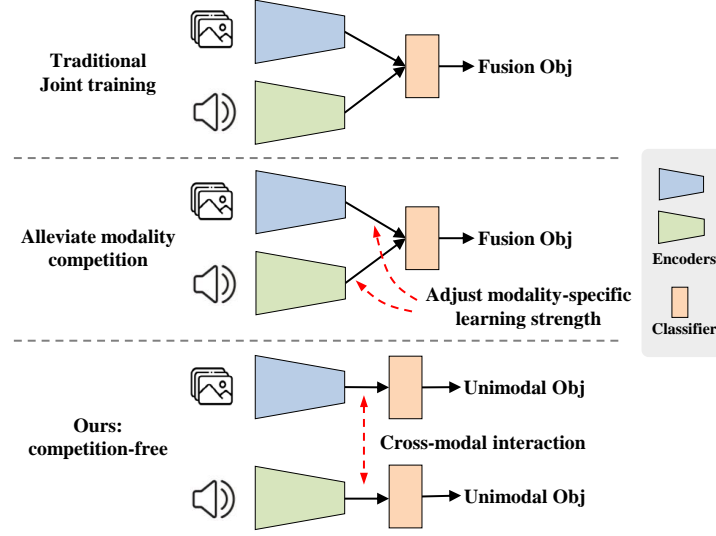 Traditional
Joint training
Fusion Obj
Alleviate modality
competition
Fusion Obj
Adjust modality-specific
learning strength
Ours:
competition-free
Unimodal Obj
Cross-modal interaction
Unimodal Obj
Encoders
Classifier